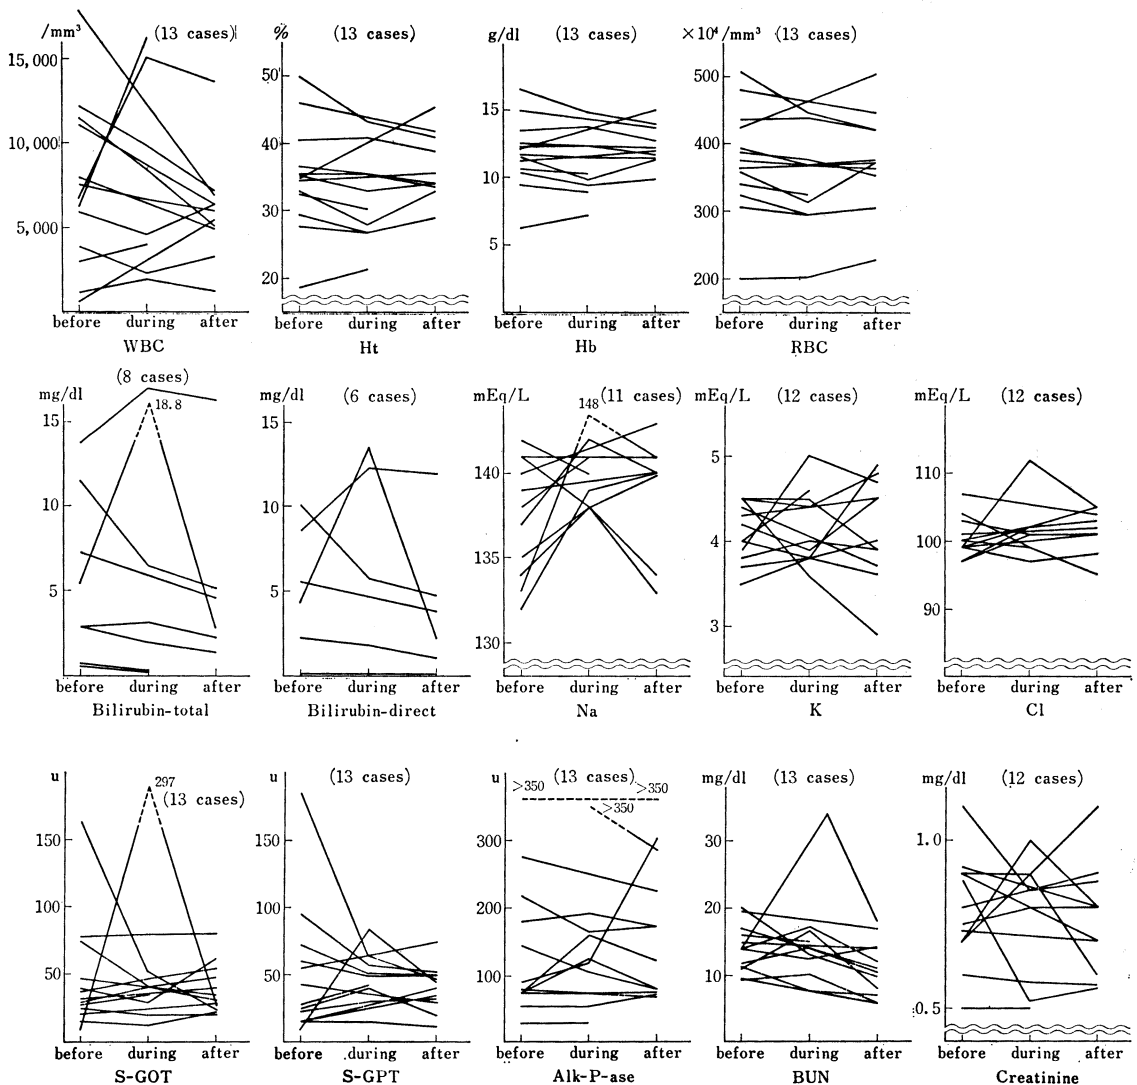 /mm³ (13 cases) % (13 cases) g/dl (13 cases) ×10⁴/mm³ (13 cases)
15,000 50 15 500
10,000 40 10 400
5,000 30 5 300
20 200
before during after before during after before during after before during after
WBC Ht Hb RBC
(8 cases)
mg/dl mg/dl (6 cases) mEq/L (11 cases) mEq/L (12 cases) mEq/L (12 cases)
18.8 148
15 15 140 5 110
10 10 135 4 100
5 5 130 3 90
before during after before during after before during after before during after before during after
Bilirubin-total Bilirubin-direct Na K Cl
u u (13 cases) u (13 cases) mg/dl (13 cases) mg/dl (12 cases)
297 >350 >350
(13 cases) >350
150 150 300 30 1.0
100 100 200 20
50 50 100 10 0.5
before during after before during after before during after before during after before during after
S-GOT S-GPT Alk-P-ase BUN Creatinine